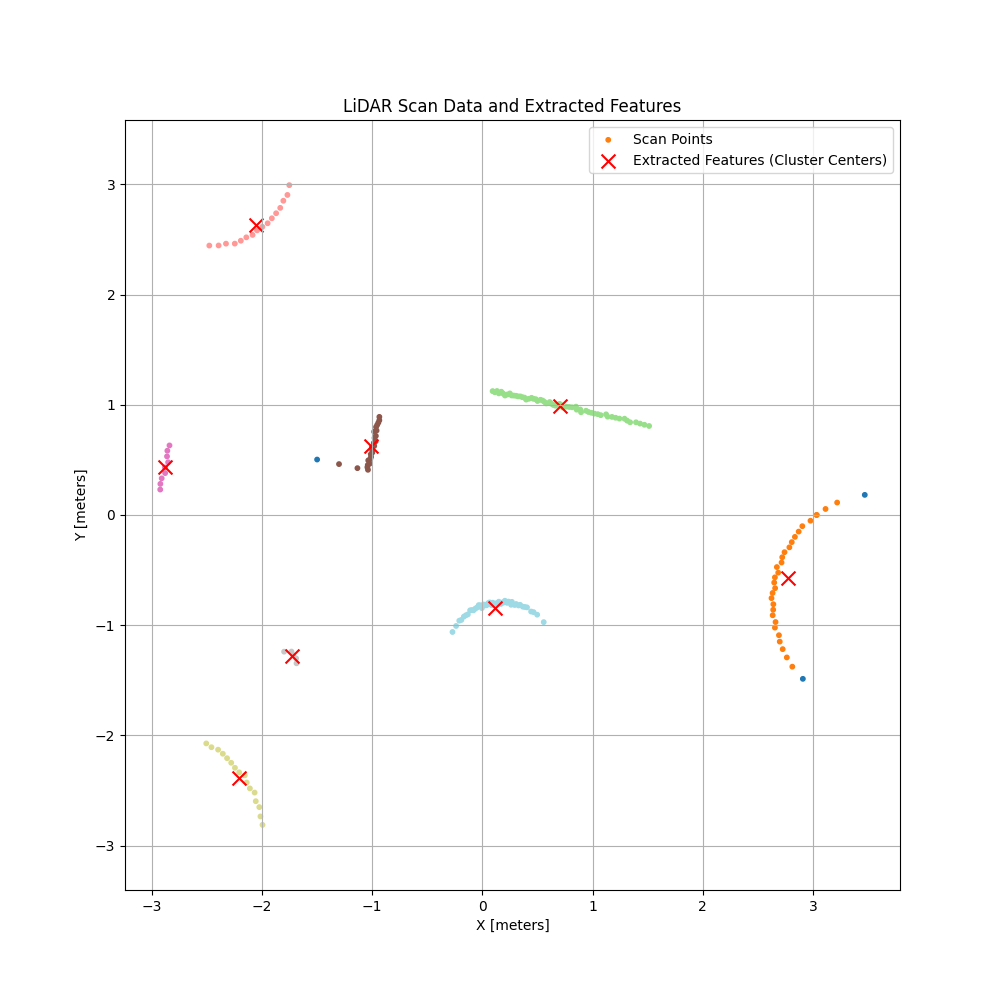 LiDAR Scan Data and Extracted Features
Scan Points
Extracted Features (Cluster Centers)
3
2
1
0
−1
−2
−3
Y [meters]
−3 −2 −1 0 1 2 3
X [meters]